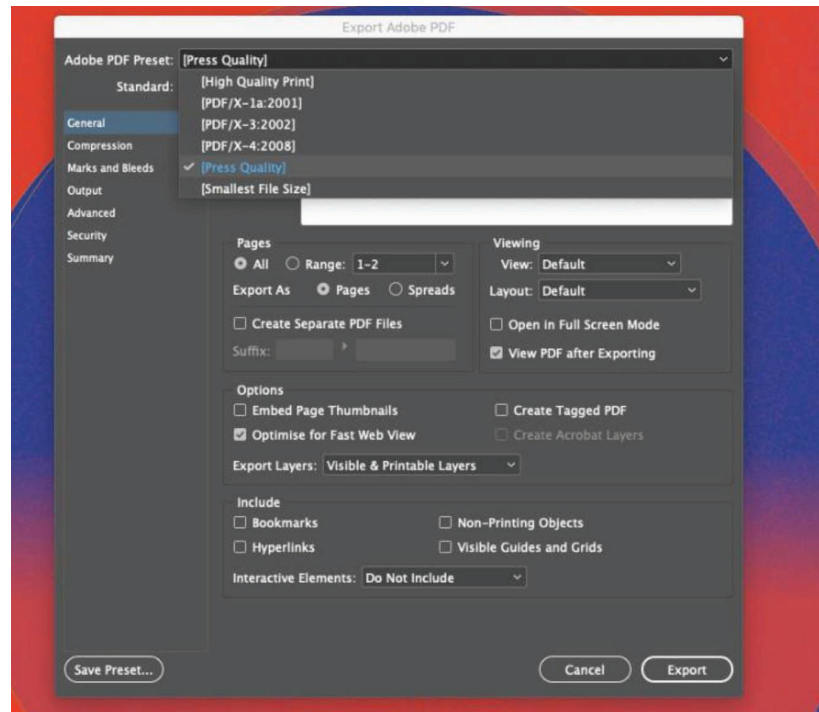 Export Adobe PDF
Adobe PDF Preset: [Press Quality]
Standard:
[High Quality Print]
[PDF/X-1a:2001]
[PDF/X-3:2002]
[PDF/X-4:2008]
[Press Quality]
[Smallest File Size]
General
Compression
Marks and Bleeds
Output
Advanced
Security
Summary
Pages
All Range: 1-2
Export As Pages Spreads
Create Separate PDF Files
Suffix:
Viewing
View: Default
Layout: Default
Open in Full Screen Mode
View PDF after Exporting
Options
Embed Page Thumbnails Create Tagged PDF
Optimise for Fast Web View Create Acrobat Layers
Export Layers: Visible & Printable Layers
Include
Bookmarks Non-Printing Objects
Hyperlinks Visible Guides and Grids
Interactive Elements: Do Not Include
Save Preset... Cancel Export